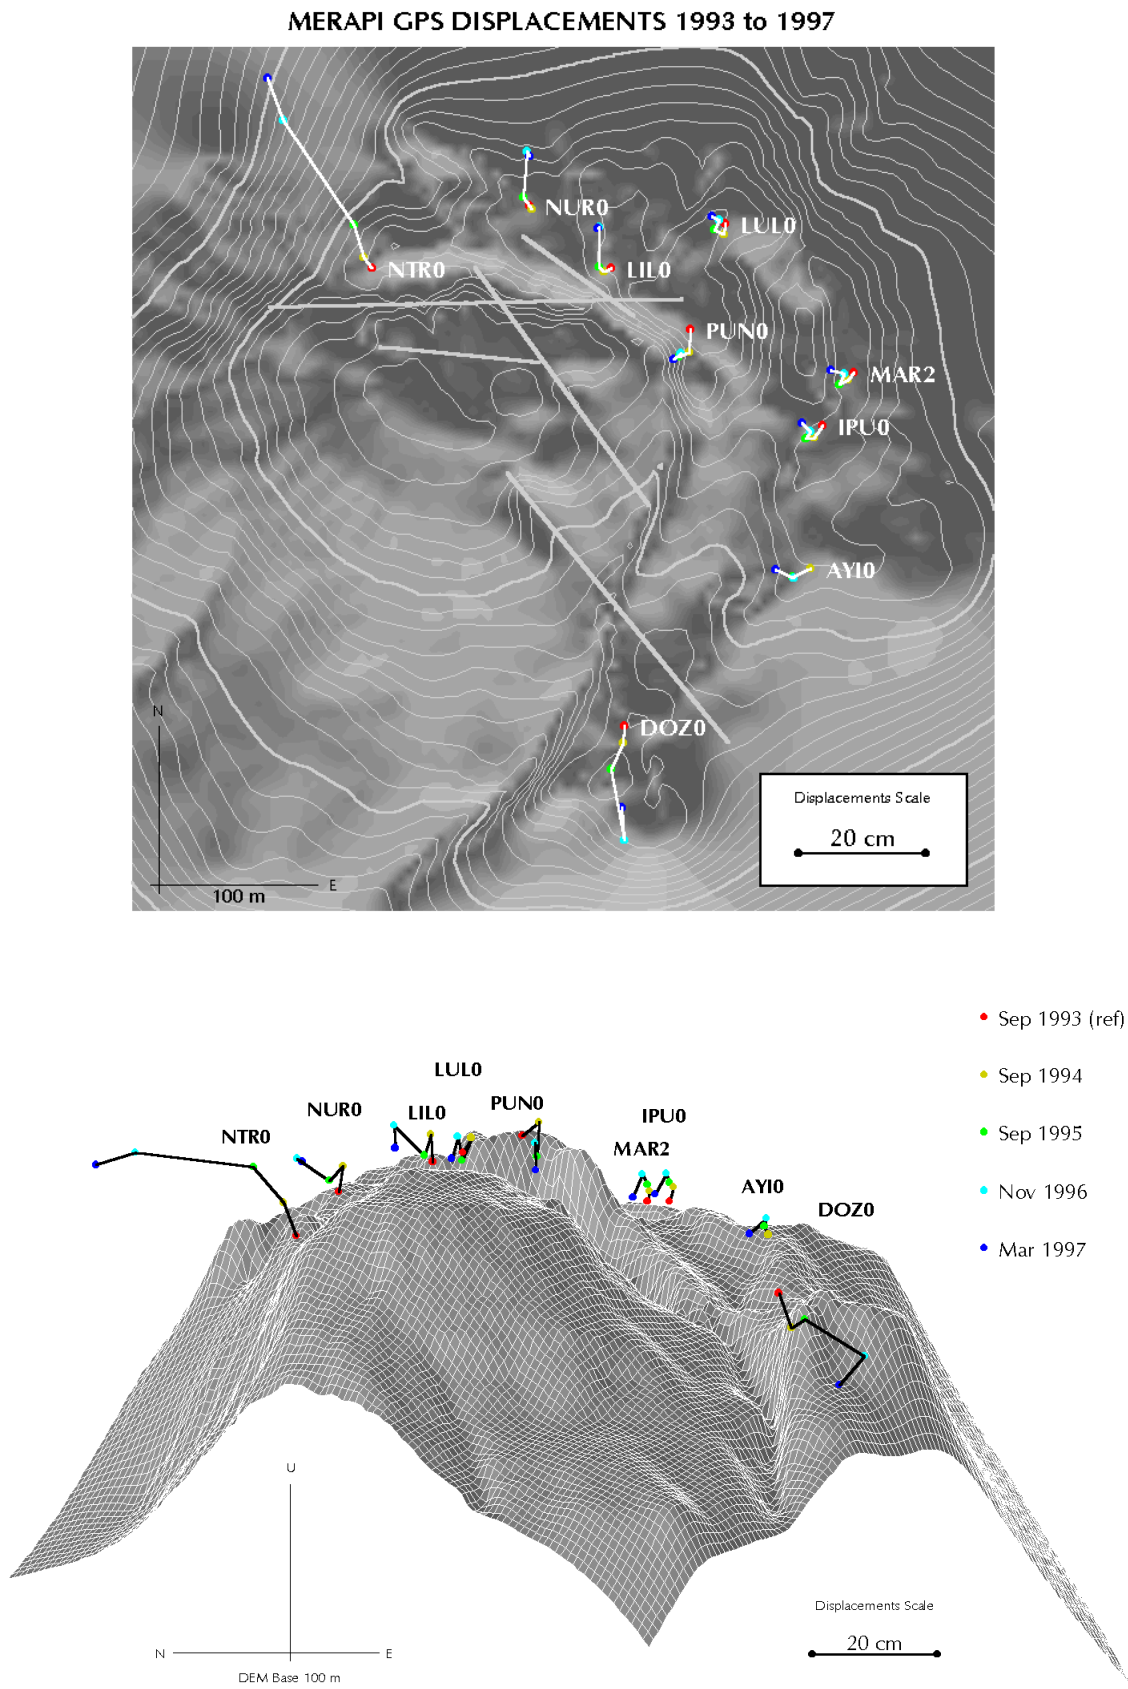 MERAPI GPS DISPLACEMENTS 1993 to 1997
NUR0
LUL0
NTR0
LIL0
PUN0
MAR2
IPU0
AYI0
DOZ0
N
E
100 m
Displacements Scale
20 cm
Sep 1993 (ref)
Sep 1994
Sep 1995
Nov 1996
Mar 1997
LUL0
NUR0
LIL0
PUN0
IPU0
NTR0
MAR2
AYI0
DOZ0
U
N
E
DEM Base 100 m
Displacements Scale
20 cm